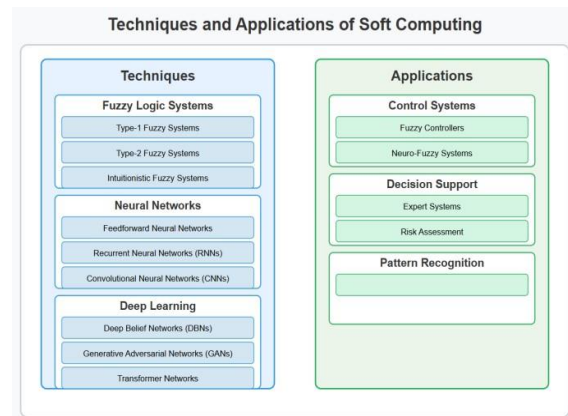 Techniques and Applications of Soft Computing
Techniques
Fuzzy Logic Systems
Type-1 Fuzzy Systems
Type-2 Fuzzy Systems
Intuitionistic Fuzzy Systems
Neural Networks
Feedforward Neural Networks
Recurrent Neural Networks (RNNs)
Convolutional Neural Networks (CNNs)
Deep Learning
Deep Belief Networks (DBNs)
Generative Adversarial Networks (GANs)
Transformer Networks
Applications
Control Systems
Fuzzy Controllers
Neuro-Fuzzy Systems
Decision Support
Expert Systems
Risk Assessment
Pattern Recognition